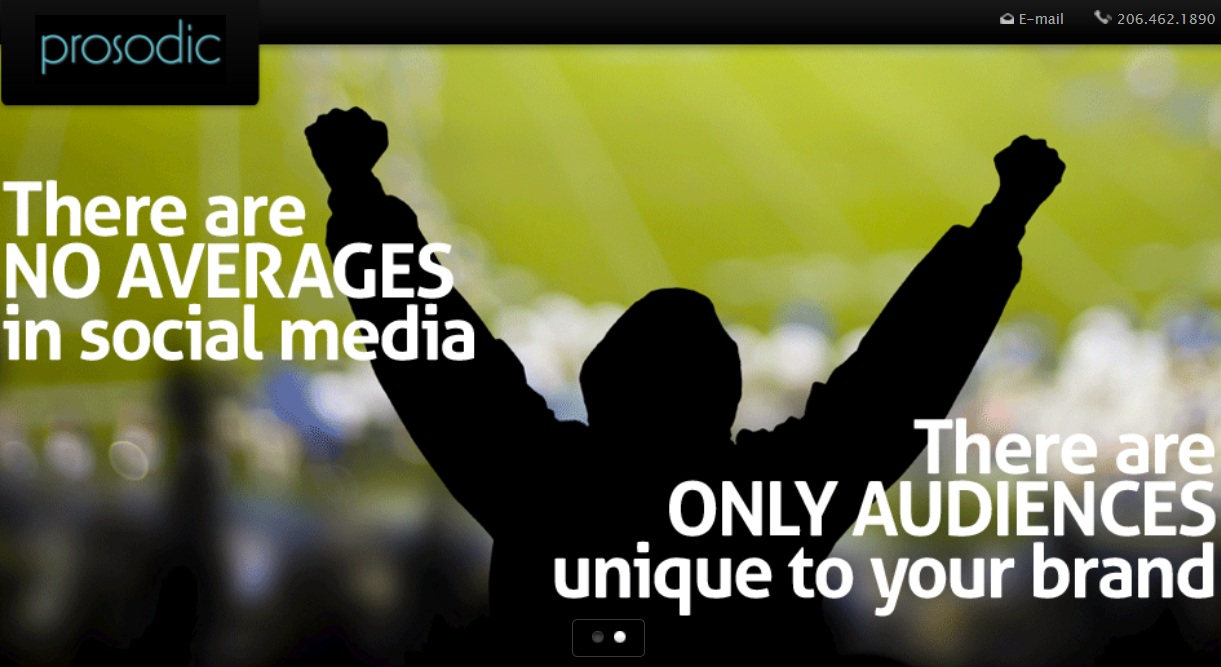 prosodic
E-mail
206.462.1890
There are
NO AVERAGES
in social media
There are
ONLY AUDIENCES
unique to your brand